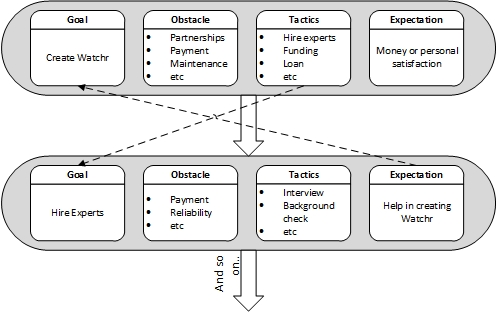 Goal
Create Watchr
Obstacle
• Partnerships
• Payment
• Maintenance
• etc
Tactics
• Hire experts
• Funding
• Loan
• etc
Expectation
Money or personal
satisfaction
Goal
Hire Experts
Obstacle
• Payment
• Reliability
• etc
Tactics
• Interview
• Background
check
• etc
Expectation
Help in creating
Watchr
And so
on..